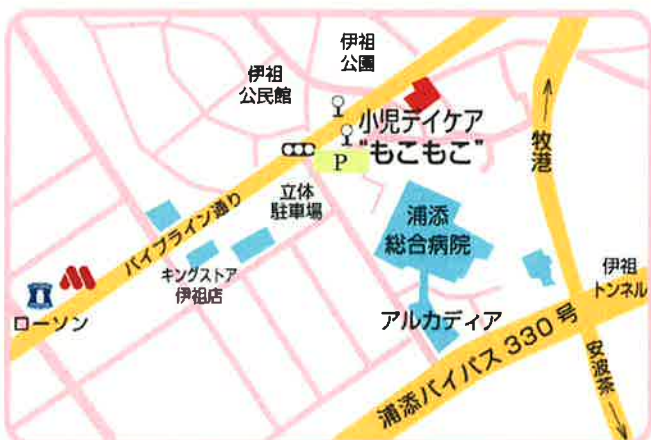 伊祖
公園
伊祖
公民館
小児デイケア
"もこもこ"
P
牧港
立体
駐車場
浦添
総合病院
パイプライン通り
キングストア
伊祖店
伊祖
トンネル
ローソン
アルカディア
浦添バイパス330号
安波茶